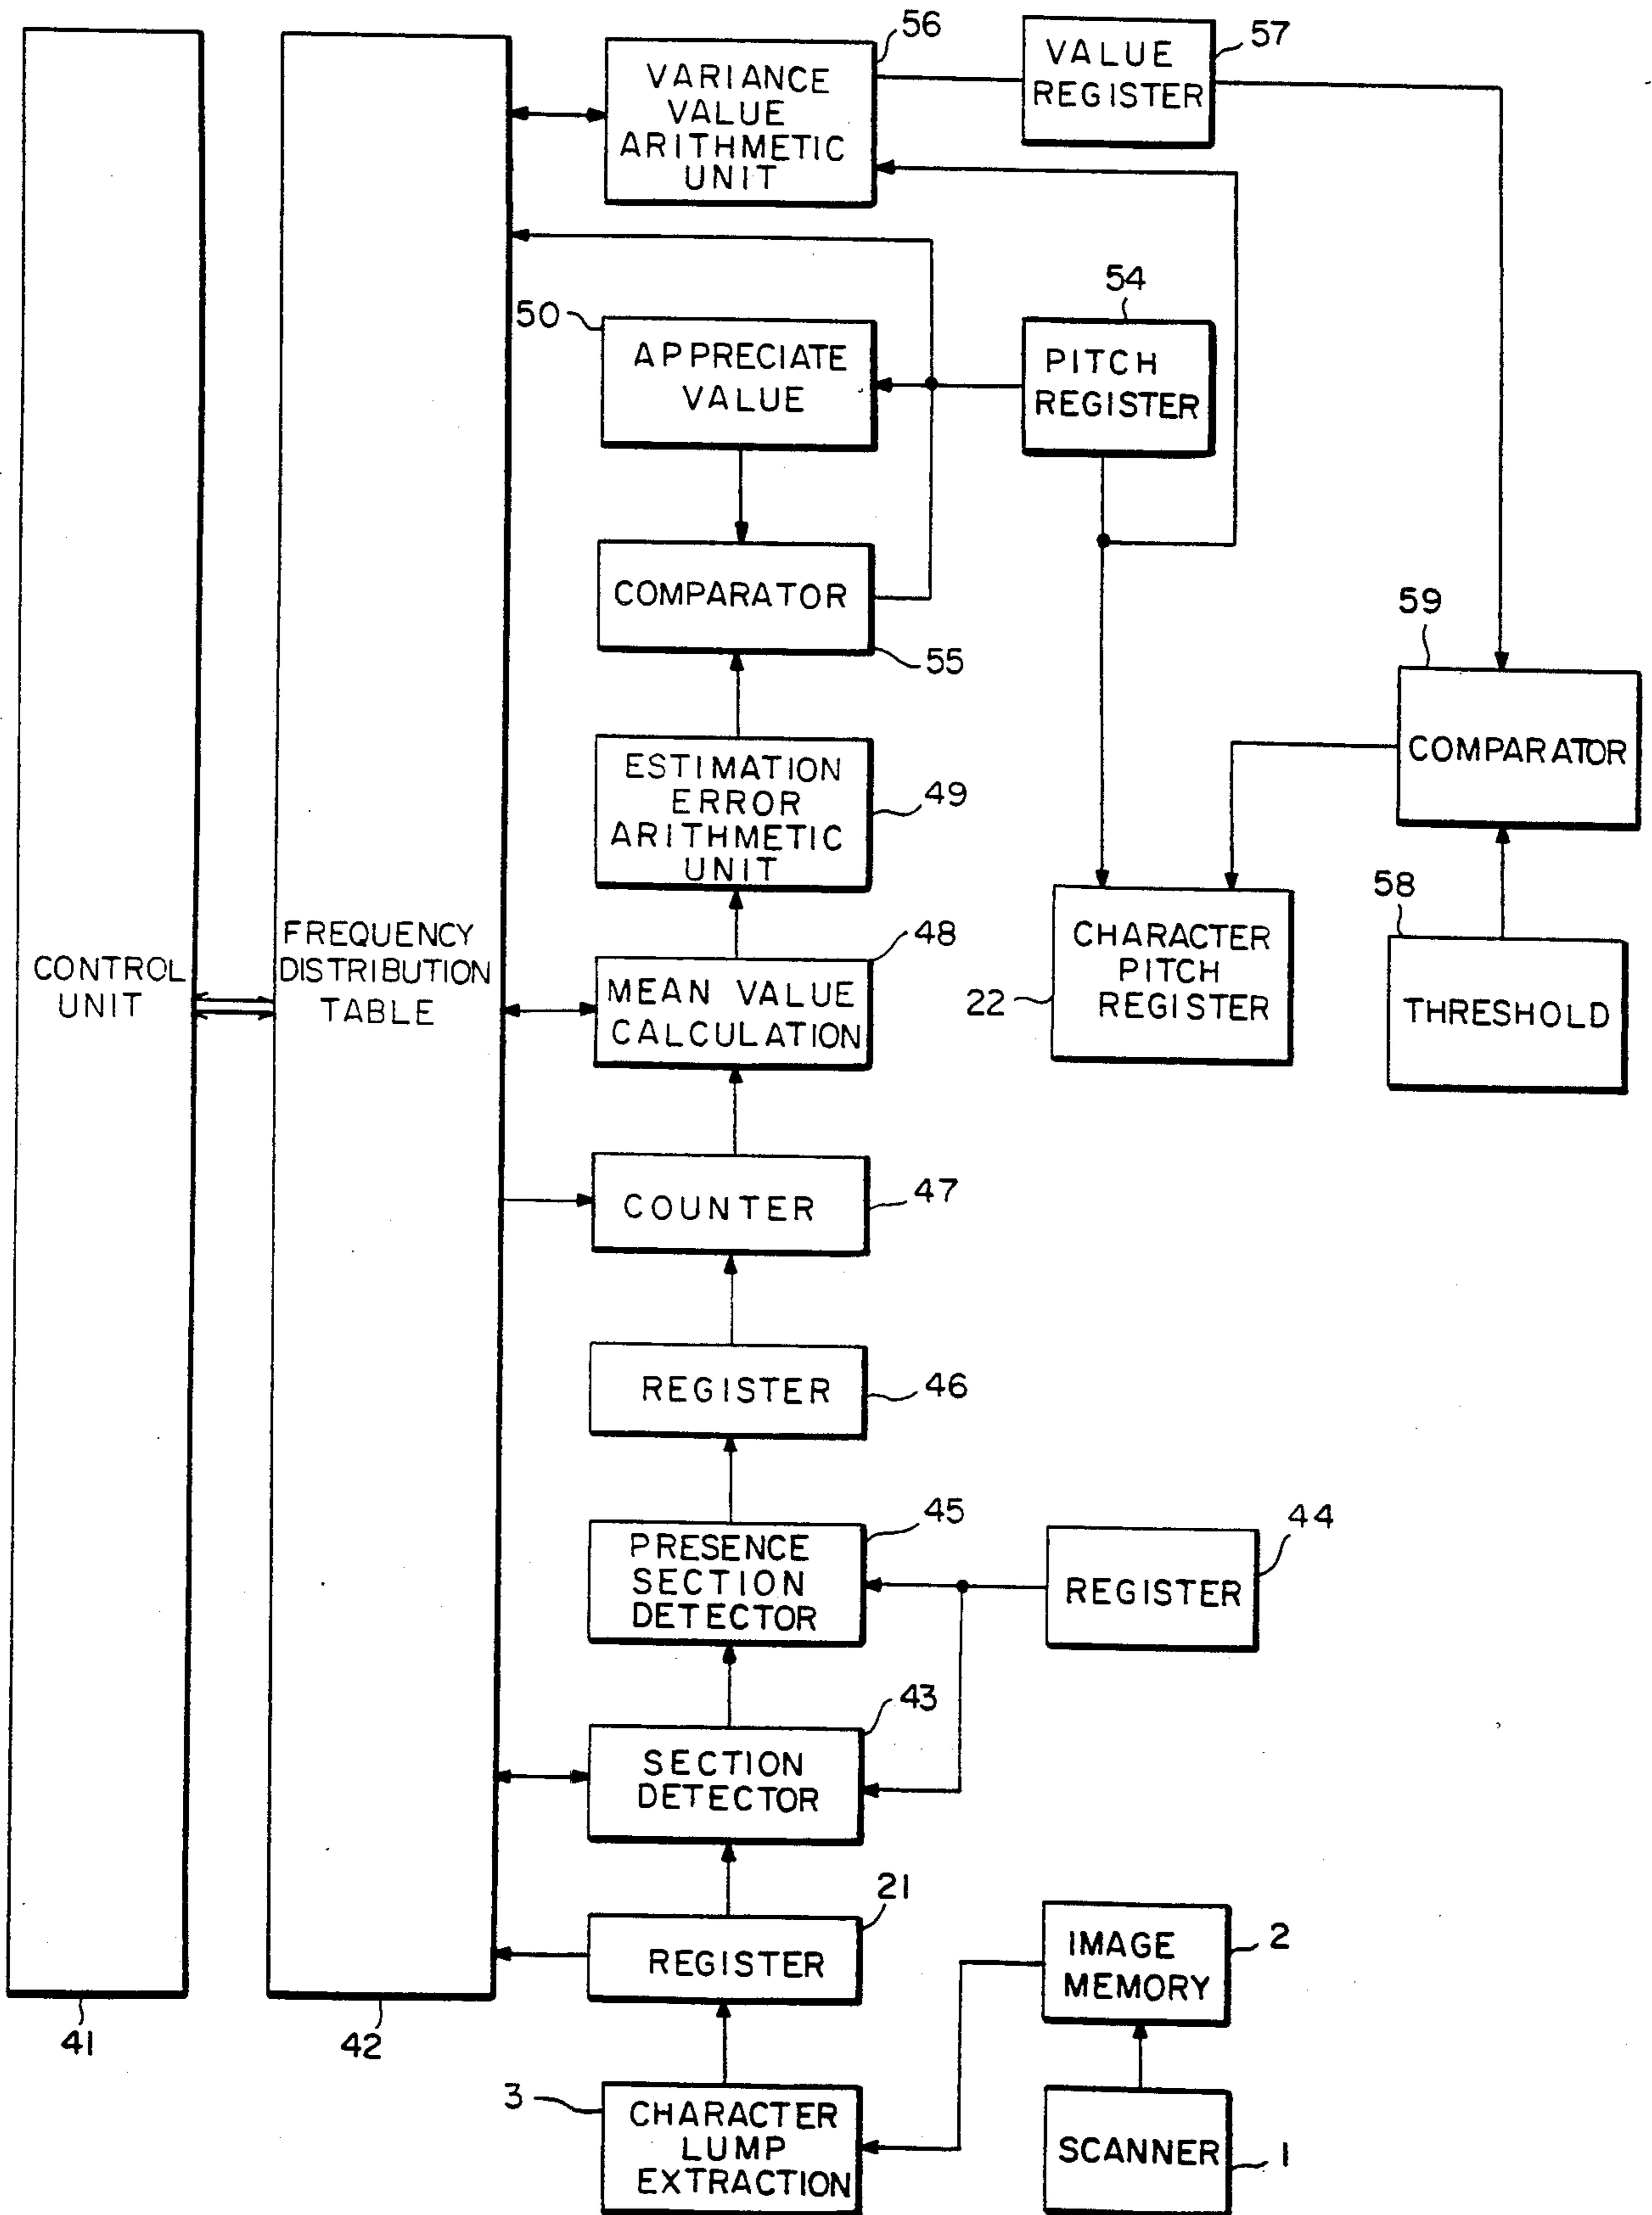 56
57
VARIANCE
VALUE
ARITHMETIC
UNIT
VALUE
REGISTER
50
54
APPRECIATE
VALUE
PITCH
REGISTER
COMPARATOR
55
59
COMPARATOR
ESTIMATION
ERROR
ARITHMETIC
UNIT
49
58
CONTROL
UNIT
FREQUENCY
DISTRIBUTION
TABLE
48
MEAN VALUE
CALCULATION
22
CHARACTER
PITCH
REGISTER
THRESHOLD
COUNTER
47
REGISTER
46
45
44
PRESENCE
SECTION
DETECTOR
REGISTER
43
SECTION
DETECTOR
21
REGISTER
IMAGE
MEMORY
2
41
42
3
CHARACTER
LUMP
EXTRACTION
SCANNER
1